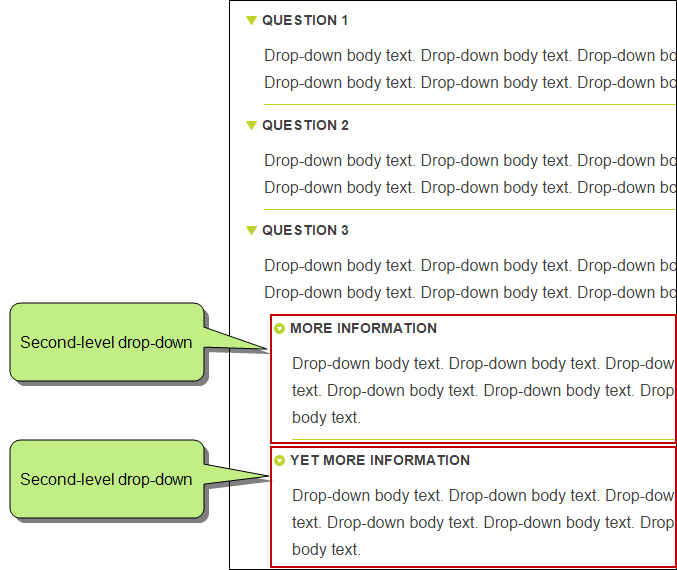 QUESTION 1
Drop-down body text. Drop-down body text. Drop-down bo
Drop-down body text. Drop-down body text. Drop-down bo
QUESTION 2
Drop-down body text. Drop-down body text. Drop-down bo
Drop-down body text. Drop-down body text. Drop-down bo
QUESTION 3
Drop-down body text. Drop-down body text. Drop-down bo
Drop-down body text. Drop-down body text. Drop-down bo
Second-level drop-down
MORE INFORMATION
Drop-down body text. Drop-down body text. Drop-dow
text. Drop-down body text. Drop-down body text. Drop
body text.
Second-level drop-down
YET MORE INFORMATION
Drop-down body text. Drop-down body text. Drop-dow
text. Drop-down body text. Drop-down body text. Drop
body text.